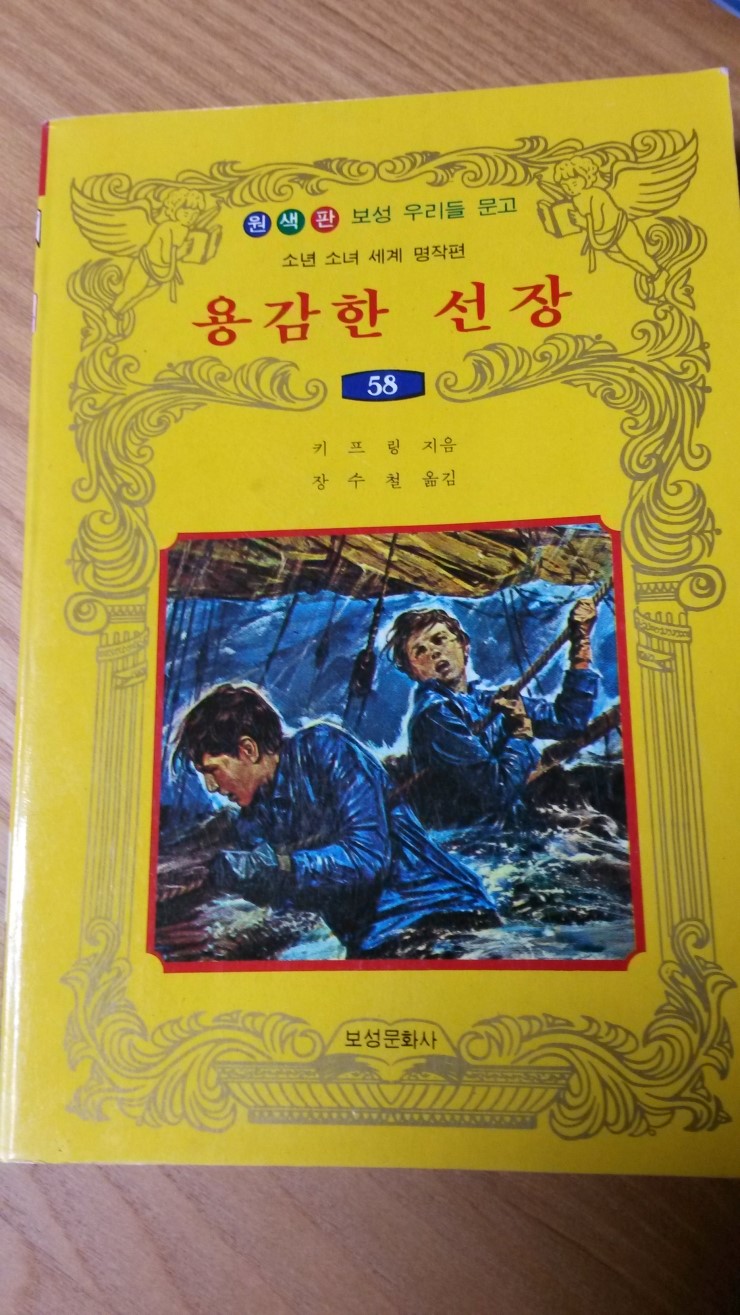 원색판 보성 우리들 문고
소년 소녀 세계 명작편
용감한 선장
58
키프링 지음
장수철 옮김
보성문화사